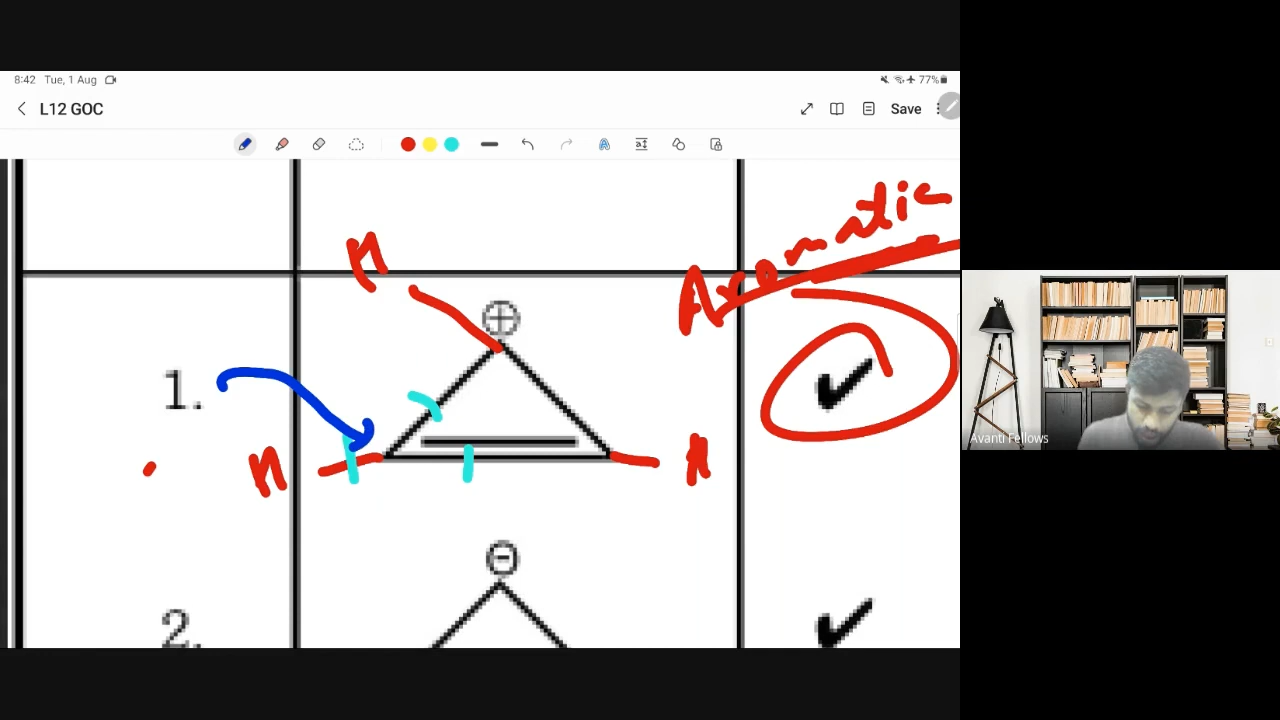 8:42 Tue, 1 Aug 77%
L12 GOC
Save
Aromatic
H
⊕
1.
H
H
⊖
2.
Avanti Fellows